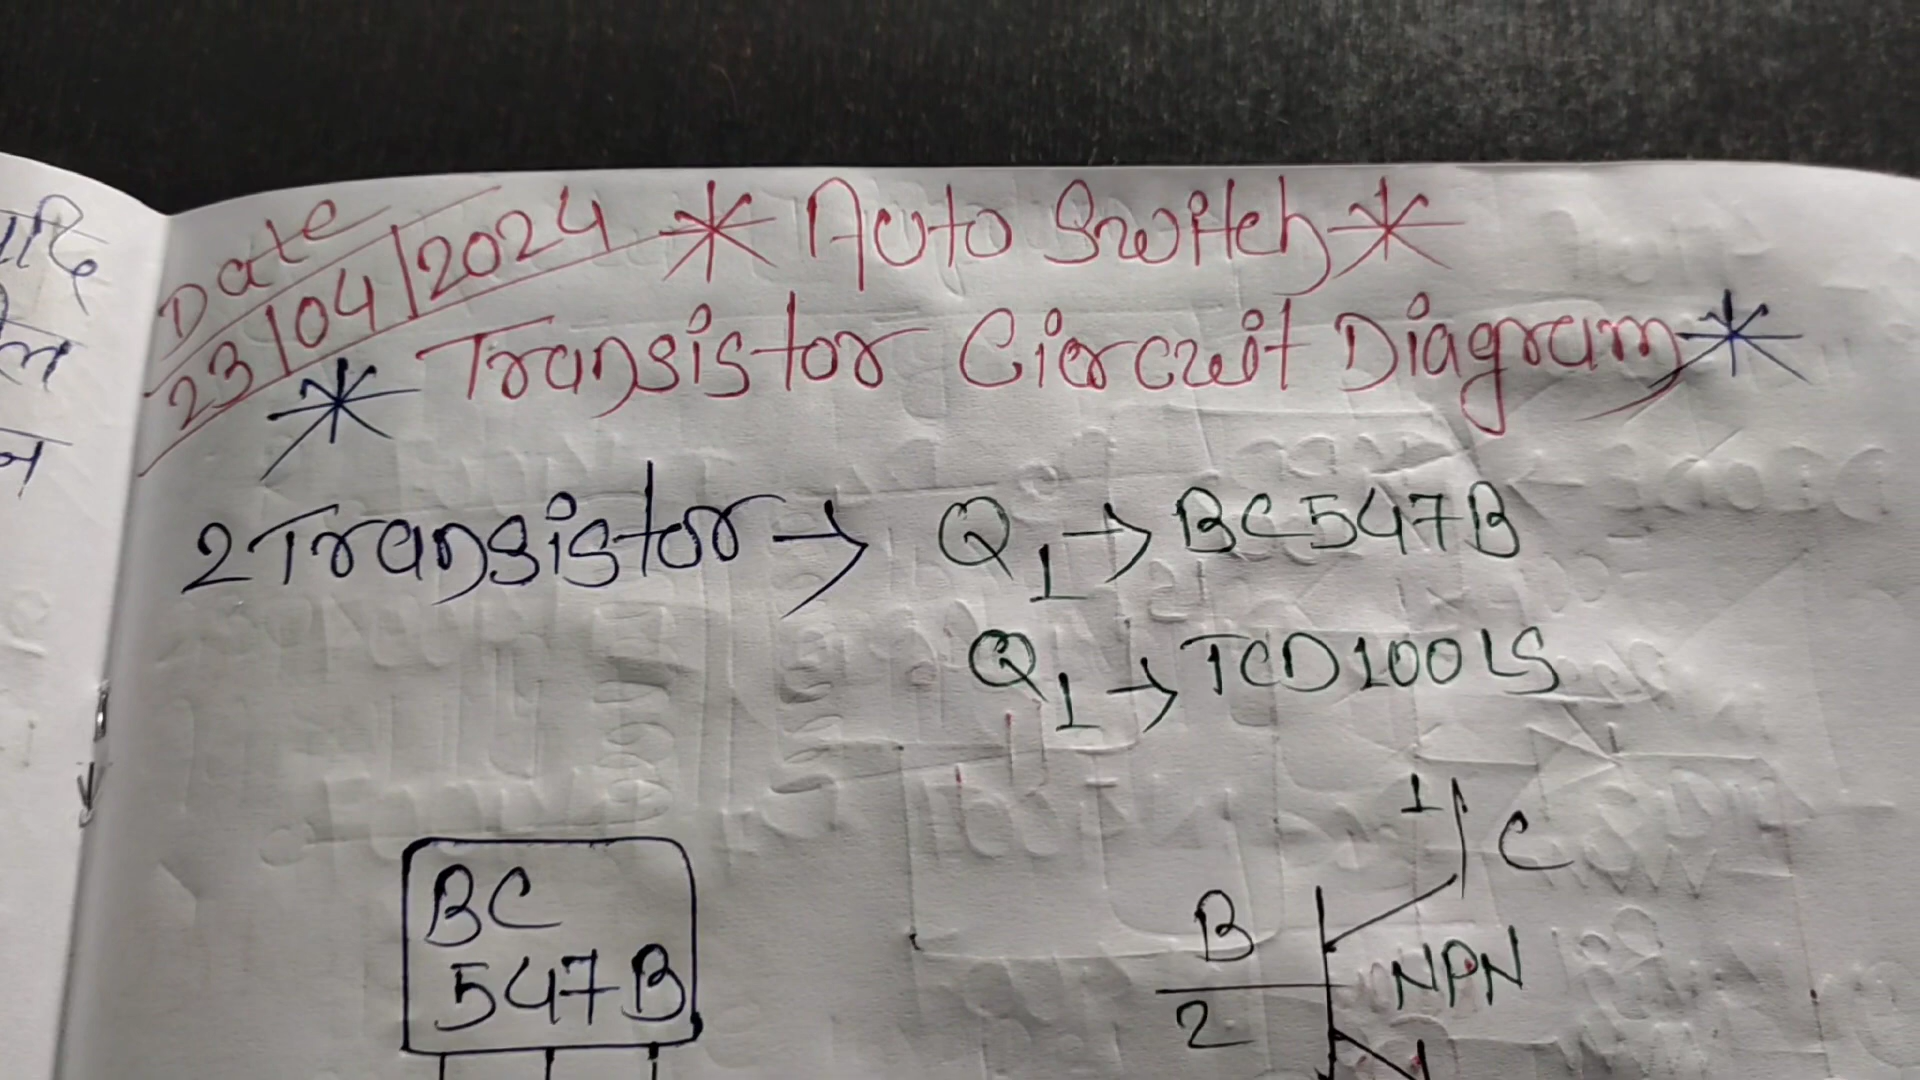 Date
23/04/2024
* Auto Switch *
* Transistor Circuit Diagram *
2 Transistor → Q1 → BC547B
Q1 → TCD100LS
BC
547B
1 C
B
NPN
2